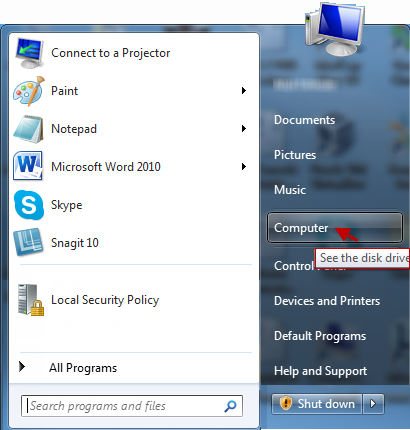 Connect to a Projector
Paint
Notepad
Microsoft Word 2010
Skype
Snagit 10
Local Security Policy
All Programs
Search programs and files
Documents
Pictures
Music
Computer
See the disk drive
Control
Devices and Printers
Default Programs
Help and Support
Shut down